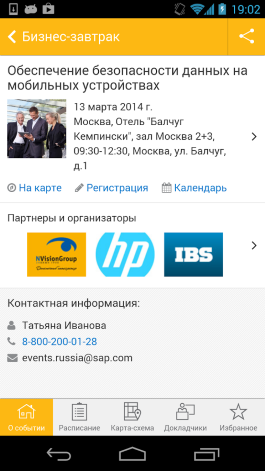 19:02
Бизнес-завтрак
Обеспечение безопасности данных на
мобильных устройствах
13 марта 2014 г.
Москва, Отель "Балчуг
Кемпински", зал Москва 2+3,
09:30-12:30, Москва, ул. Балчуг,
д.1
На карте
Регистрация
Календарь
Партнеры и организаторы
NVisionGroup
hp
IBS
Контактная информация:
Татьяна Иванова
8-800-200-01-28
events.russia@sap.com
О событии
Расписание
Карта-схема
Докладчики
Избранное